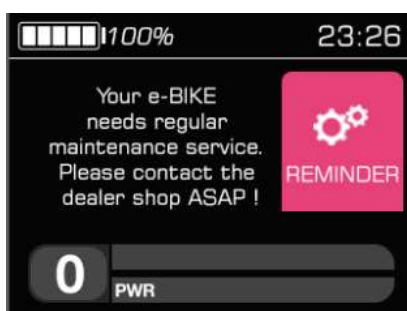 100%
23:26
Your e-BIKE
needs regular
maintenance service.
Please contact the
dealer shop ASAP !
REMINDER
0
PWR